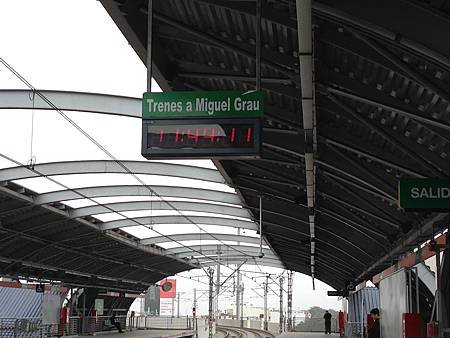 Trenes a Miguel Grau
11:44:11
SALID